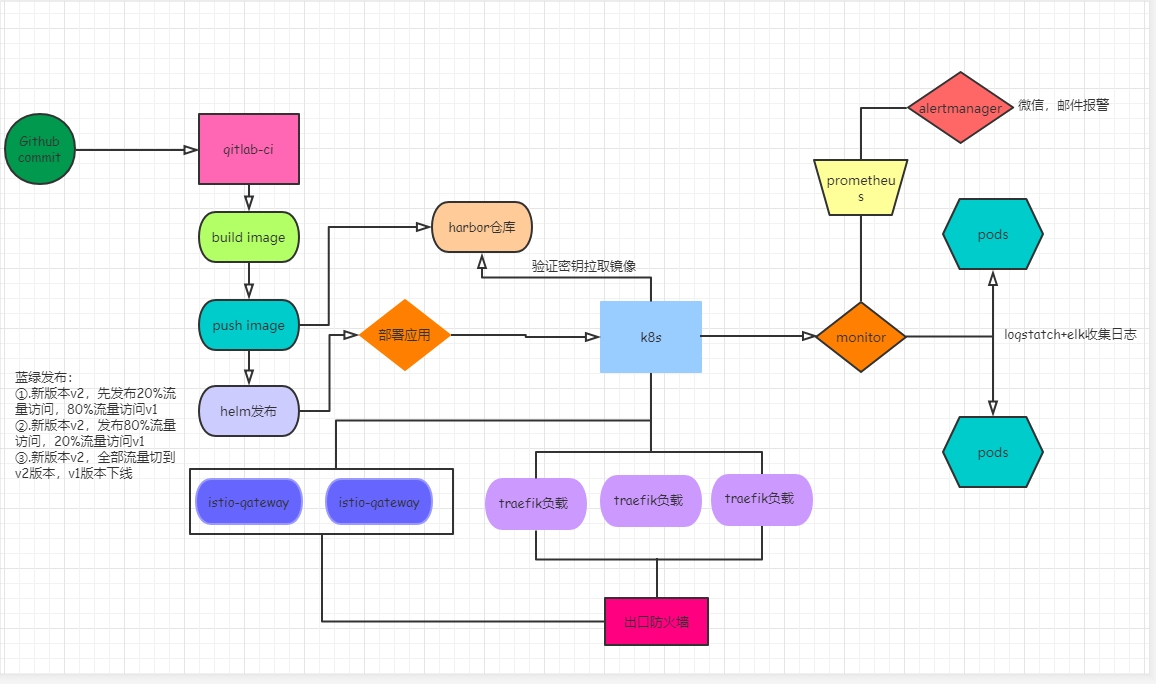 Github
commit
gitlab-ci
build image
push image
helm发布
蓝绿发布：
①.新版本v2，先发布20%流
量访问，80%流量访问v1
②.新版本v2，发布80%流量
访问，20%流量访问v1
③.新版本v2，全部流量切到
v2版本，v1版本下线
harbor仓库
验证密钥拉取镜像
部署应用
k8s
monitor
prometheu
s
alertmanager
微信，邮件报警
pods
logstatch+elk收集日志
pods
istio-gateway
istio-gateway
traefik负载
traefik负载
traefik负载
出口防火墙